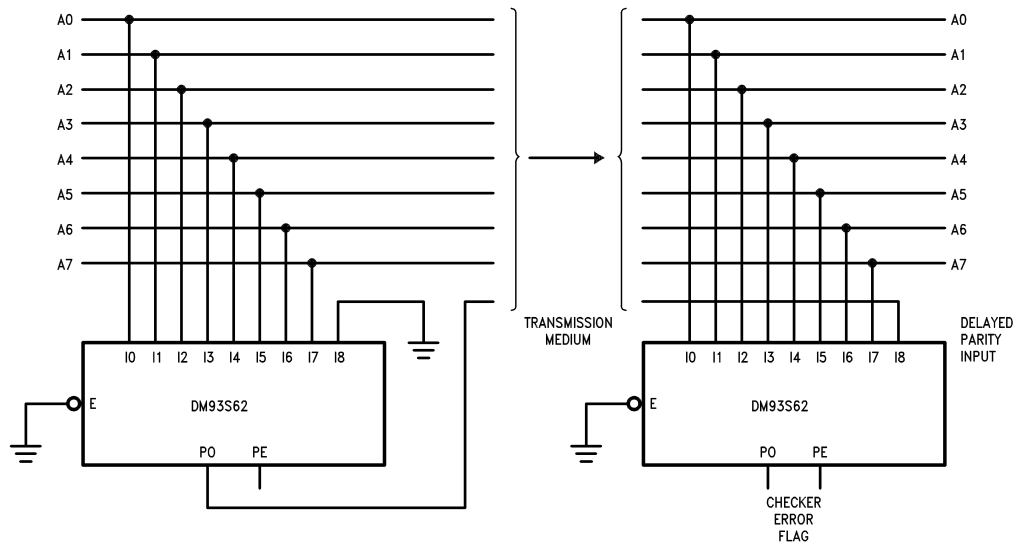 A0
A0
A1
A1
A2
A2
A3
A3
A4
A4
A5
A5
A6
A6
A7
A7
TRANSMISSION
MEDIUM
DELAYED
PARITY
INPUT
I0 I1 I2 I3 I4 I5 I6 I7 I8
I0 I1 I2 I3 I4 I5 I6 I7 I8
E
DM93S62
E
DM93S62
PO PE
PO PE
CHECKER
ERROR
FLAG